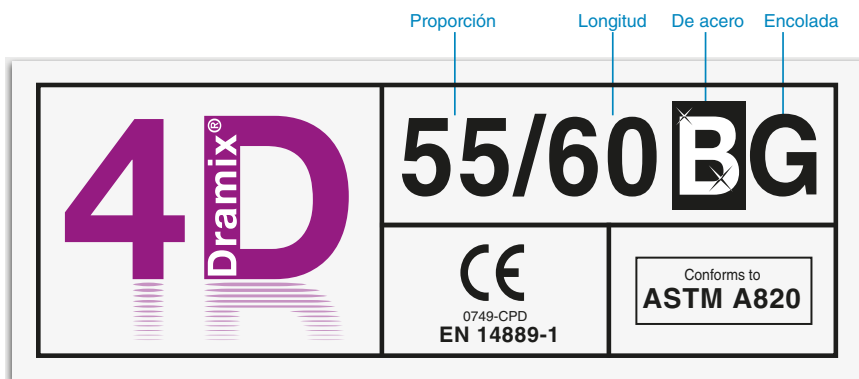 Proporción Longitud De acero Encolada
4D Dramix®
55/60 BG
CE
0749-CPD
EN 14889-1
Conforms to
ASTM A820